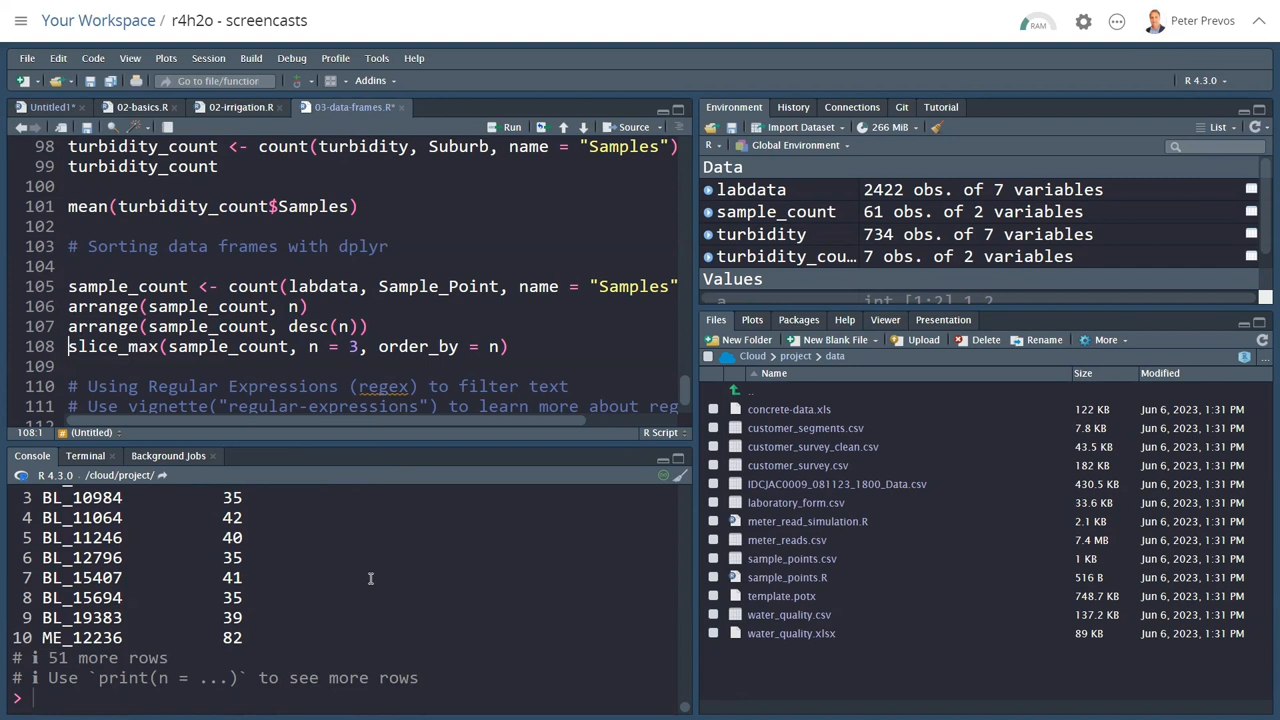 Your Workspace / r4h2o - screencasts
RAM
Peter Prevos
File Edit Code View Plots Session Build Debug Profile Tools Help
Go to file/function Addins R 4.3.0
Untitled1* 02-basics.R 02-irrigation.R 03-data-frames.R*
Run Source
98 turbidity_count <- count(turbidity, Suburb, name = "Samples")
99 turbidity_count
100
101 mean(turbidity_count$Samples)
102
103 # Sorting data frames with dplyr
104
105 sample_count <- count(labdata, Sample_Point, name = "Samples"
106 arrange(sample_count, n)
107 arrange(sample_count, desc(n))
108 slice_max(sample_count, n = 3, order_by = n)
109
110 # Using Regular Expressions (regex) to filter text
111 # Use vignette("regular-expressions") to learn more about reg
112
108:1 # (Untitled) R Script
Console Terminal Background Jobs
R 4.3.0 . /cloud/project/
3 BL_10984 35
4 BL_11064 42
5 BL_11246 40
6 BL_12796 35
7 BL_15407 41
8 BL_15694 35
9 BL_19383 39
10 ME_12236 82
# ℹ 51 more rows
# ℹ Use `print(n = ...)` to see more rows
>
Environment History Connections Git Tutorial
Import Dataset 266 MiB List
R Global Environment
Data
labdata 2422 obs. of 7 variables
sample_count 61 obs. of 2 variables
turbidity 734 obs. of 7 variables
turbidity_cou… 7 obs. of 2 variables
Values
a int [1:2] 1 2
Files Plots Packages Help Viewer Presentation
New Folder New Blank File Upload Delete Rename More
Cloud project data ...
Name Size Modified
..
concrete-data.xls 122 KB Jun 6, 2023, 1:31 PM
customer_segments.csv 7.8 KB Jun 6, 2023, 1:31 PM
customer_survey_clean.csv 43.5 KB Jun 6, 2023, 1:31 PM
customer_survey.csv 182 KB Jun 6, 2023, 1:31 PM
IDCJAC0009_081123_1800_Data.csv 430.5 KB Jun 6, 2023, 1:31 PM
laboratory_form.csv 33.6 KB Jun 6, 2023, 1:31 PM
meter_read_simulation.R 2.1 KB Jun 6, 2023, 1:31 PM
meter_reads.csv 7.4 MB Jun 6, 2023, 1:31 PM
sample_points.csv 1 KB Jun 6, 2023, 1:31 PM
sample_points.R 516 B Jun 6, 2023, 1:31 PM
template.potx 748.7 KB Jun 6, 2023, 1:31 PM
water_quality.csv 137.2 KB Jun 6, 2023, 1:31 PM
water_quality.xlsx 89 KB Jun 6, 2023, 1:31 PM